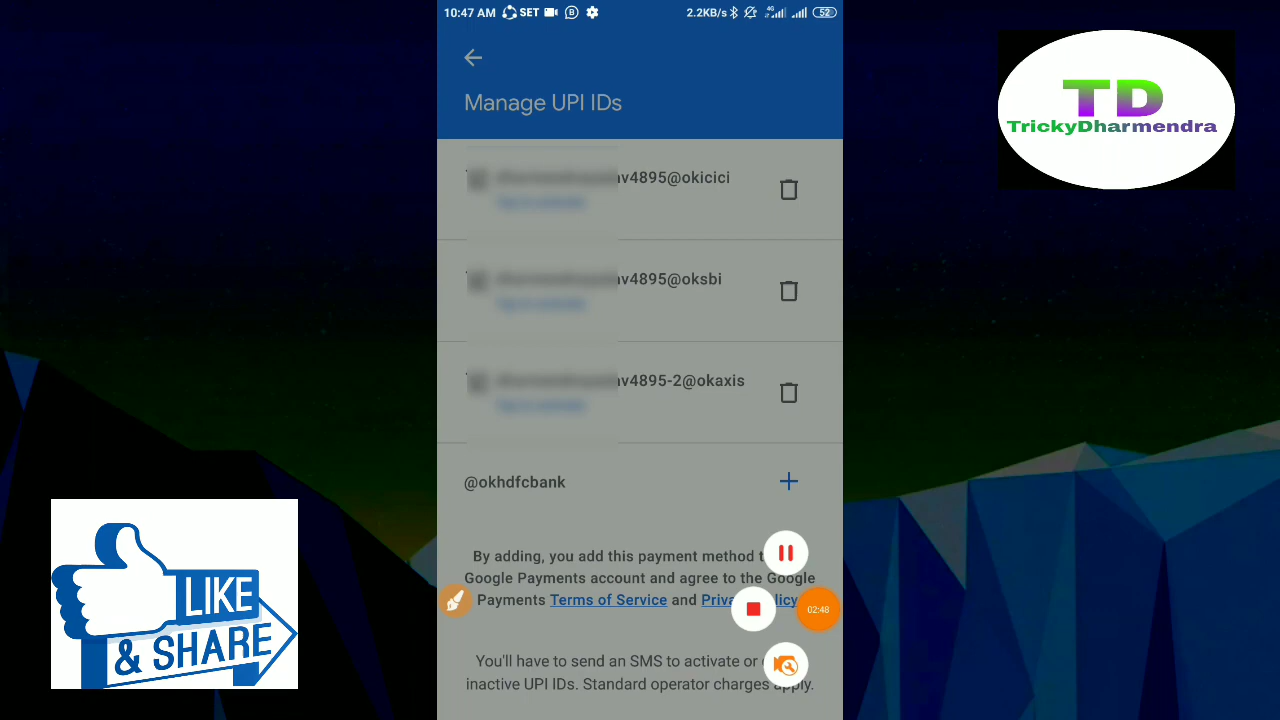 10:47 AM SET 2.2KB/s 4G 52
Manage UPI IDs
v4895@okicici
v4895@oksbi
v4895-2@okaxis
@okhdfcbank
By adding, you add this payment method
Google Payments account and agree to the Google
Payments Terms of Service and
You'll have to send an SMS to activate or
inactive UPI IDs. Standard operator charges apply.
02:48
TD
TrickyDharmendra
LIKE
& SHARE